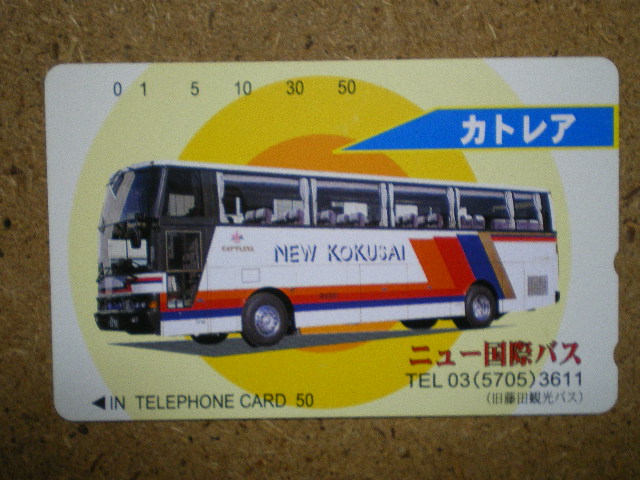 0 1 5 10 30 50
カトレア
NEW KOKUSAI
ニュー国際バス
TEL 03(5705)3611
◀IN TELEPHONE CARD 50
(旧藤田観光バス)